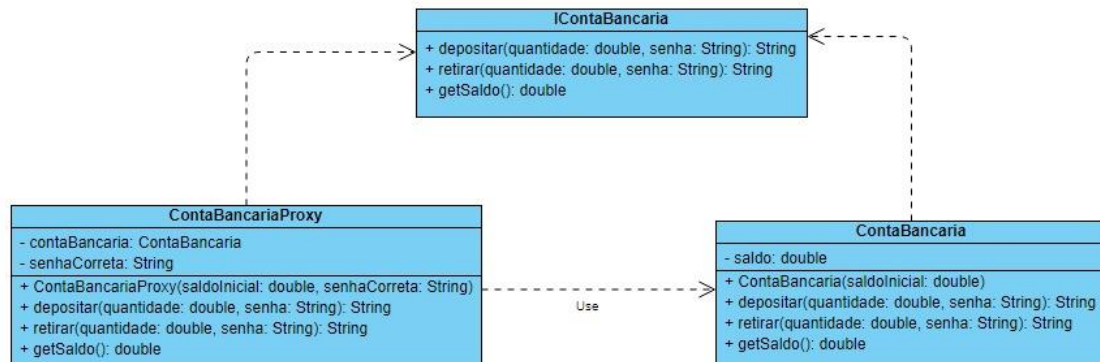 IContaBancaria
+ depositar(quantidade: double, senha: String): String
+ retirar(quantidade: double, senha: String): String
+ getSaldo(): double
ContaBancariaProxy
- contaBancaria: ContaBancaria
- senhaCorreta: String
+ ContaBancariaProxy(saldoInicial: double, senhaCorreta: String)
+ depositar(quantidade: double, senha: String): String
+ retirar(quantidade: double, senha: String): String
+ getSaldo(): double
Use
ContaBancaria
- saldo: double
+ ContaBancaria(saldoInicial: double)
+ depositar(quantidade: double, senha: String): String
+ retirar(quantidade: double, senha: String): String
+ getSaldo(): double